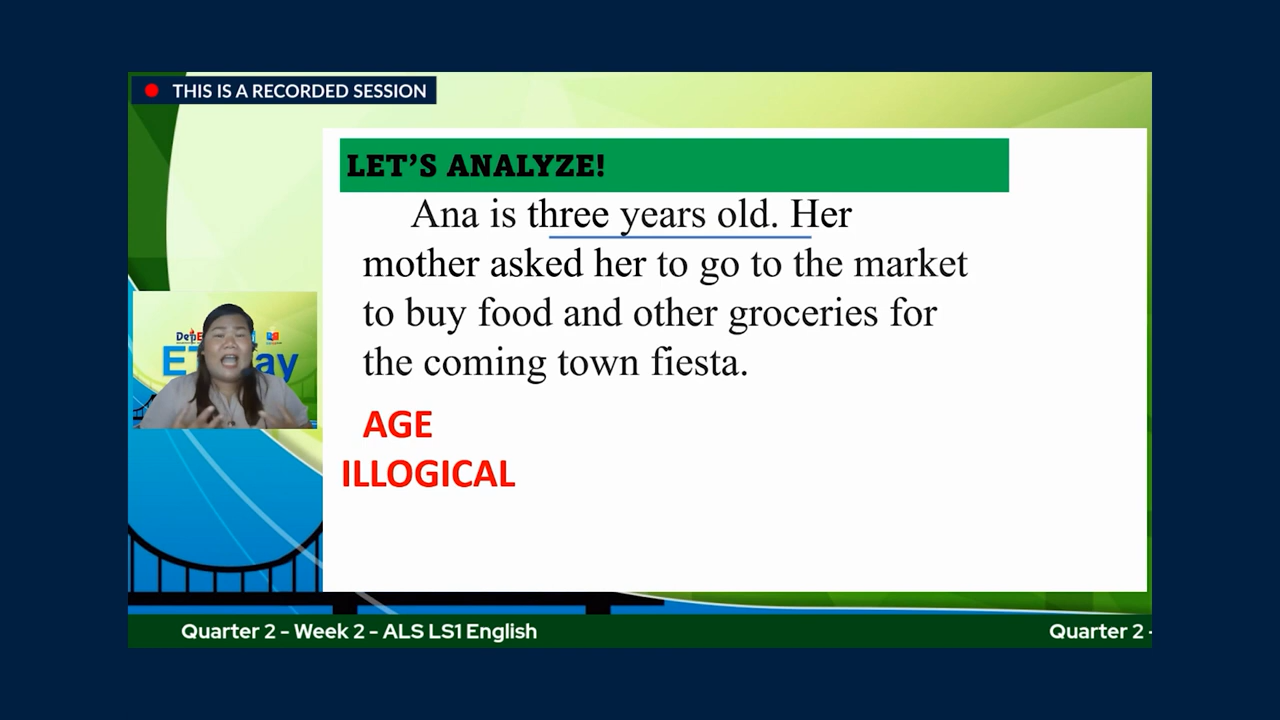 THIS IS A RECORDED SESSION
LET'S ANALYZE!
Ana is three years old. Her
mother asked her to go to the market
to buy food and other groceries for
the coming town fiesta.
AGE
ILLOGICAL
Quarter 2 - Week 2 - ALS LS1 English
Quarter 2 -